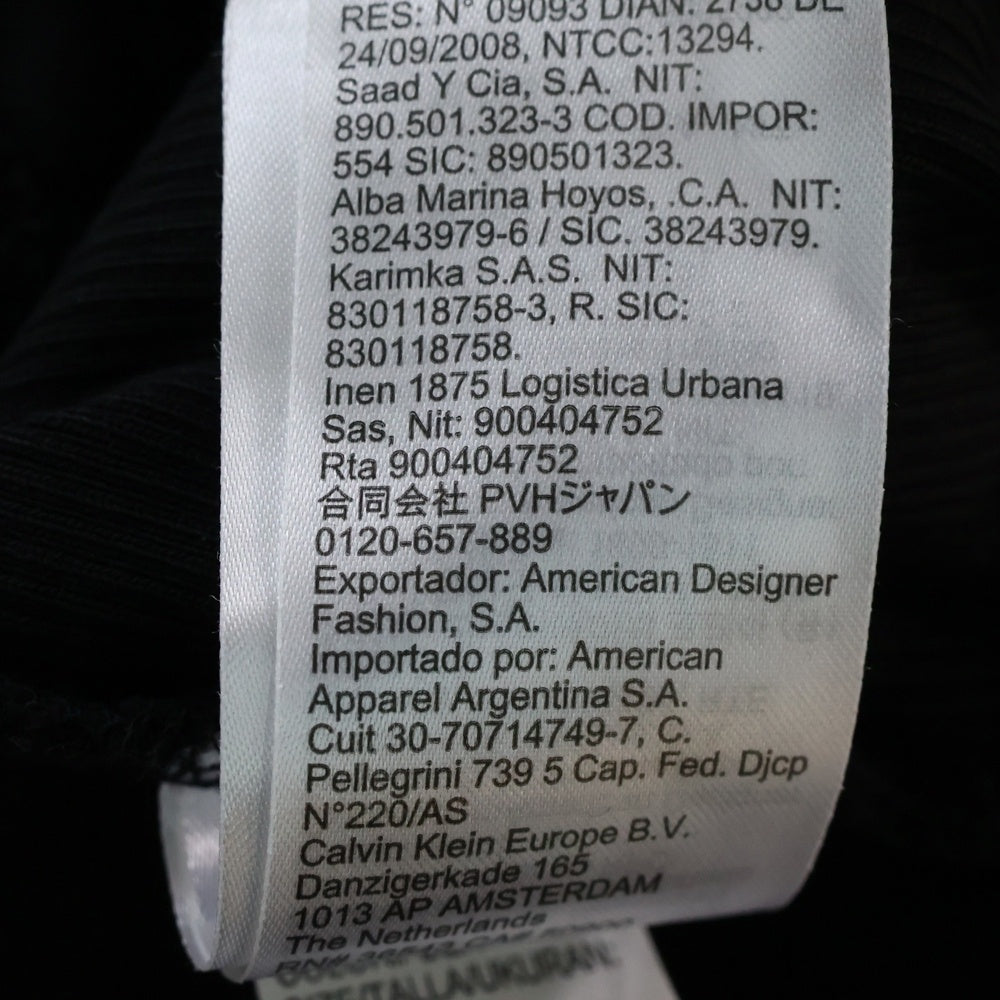 RES: N° 09093 DIAN. 2738 DE
24/09/2008, NTCC:13294.
Saad Y Cia, S.A. NIT:
890.501.323-3 COD. IMPOR:
554 SIC: 890501323.
Alba Marina Hoyos, .C.A. NIT:
38243979-6 / SIC. 38243979.
Karimka S.A.S. NIT:
830118758-3, R. SIC:
830118758.
Inen 1875 Logistica Urbana
Sas, Nit: 900404752
Rta 900404752
合同会社 PVHジャパン
0120-657-889
Exportador: American Designer
Fashion, S.A.
Importado por: American
Apparel Argentina S.A.
Cuit 30-70714749-7, C.
Pellegrini 739 5 Cap. Fed. Djcp
N°220/AS
Calvin Klein Europe B.V.
Danzigerkade 165
1013 AP AMSTERDAM
The Netherlands
RN#
SIZE/TALLA/UKURAN: